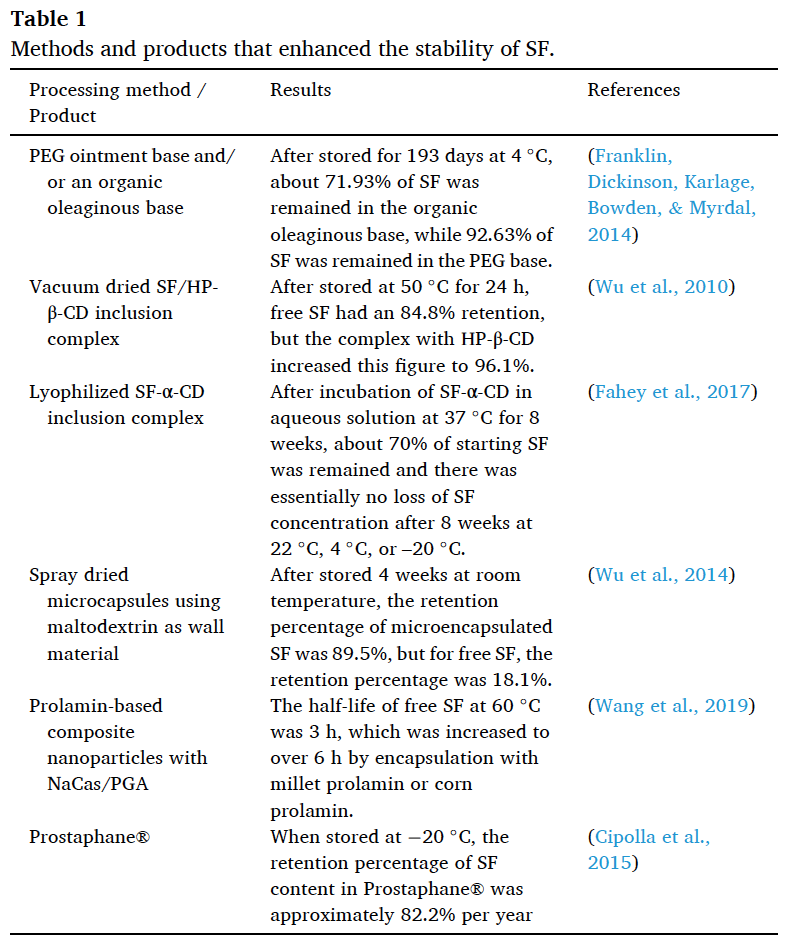 Table 1
Methods and products that enhanced the stability of SF.
Processing method /
Product
Results
References
PEG ointment base and/
or an organic
oleaginous base
After stored for 193 days at 4 °C,
about 71.93% of SF was
remained in the organic
oleaginous base, while 92.63% of
SF was remained in the PEG base.
(Franklin,
Dickinson, Karlage,
Bowden, & Myrdal,
2014)
Vacuum dried SF/HP-
β-CD inclusion
complex
After stored at 50 °C for 24 h,
free SF had an 84.8% retention,
but the complex with HP-β-CD
increased this figure to 96.1%.
(Wu et al., 2010)
Lyophilized SF-α-CD
inclusion complex
After incubation of SF-α-CD in
aqueous solution at 37 °C for 8
weeks, about 70% of starting SF
was remained and there was
essentially no loss of SF
concentration after 8 weeks at
22 °C, 4 °C, or –20 °C.
(Fahey et al., 2017)
Spray dried
microcapsules using
maltodextrin as wall
material
After stored 4 weeks at room
temperature, the retention
percentage of microencapsulated
SF was 89.5%, but for free SF, the
retention percentage was 18.1%.
(Wu et al., 2014)
Prolamin-based
composite
nanoparticles with
NaCas/PGA
The half-life of free SF at 60 °C
was 3 h, which was increased to
over 6 h by encapsulation with
millet prolamin or corn
prolamin.
(Wang et al., 2019)
Prostaphane®
When stored at −20 °C, the
retention percentage of SF
content in Prostaphane® was
approximately 82.2% per year
(Cipolla et al.,
2015)